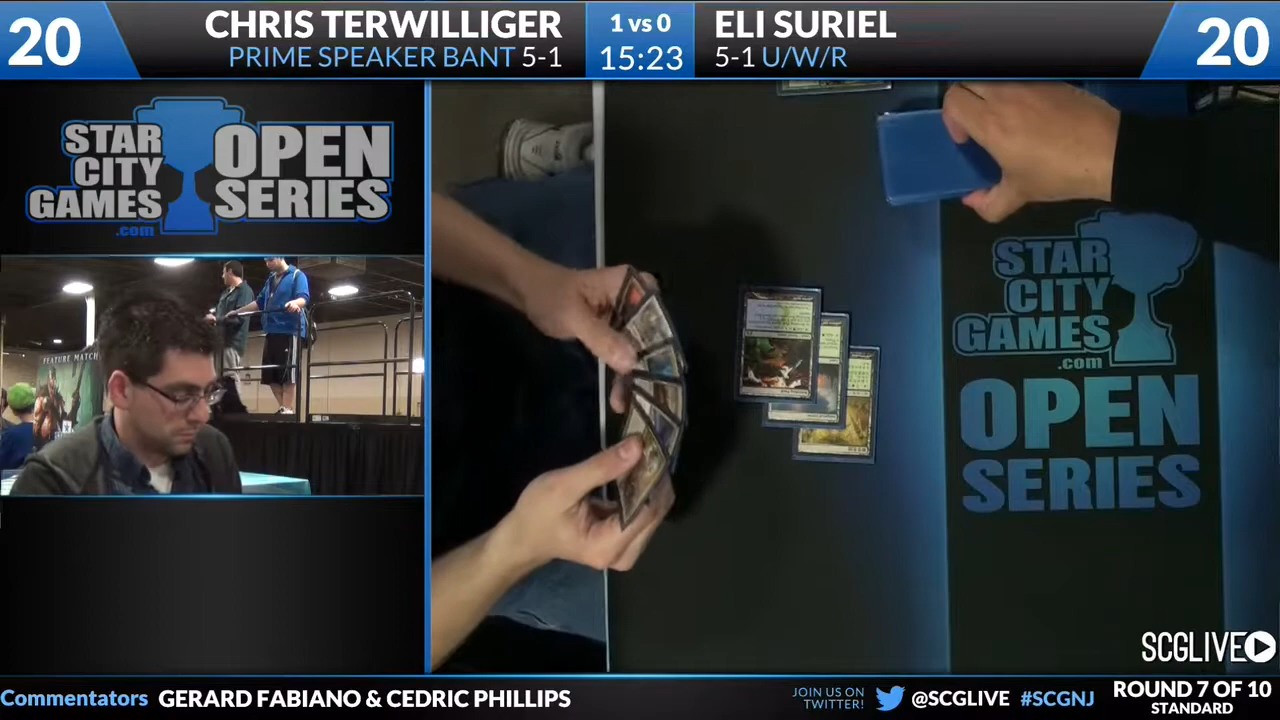 20
CHRIS TERWILLIGER
PRIME SPEAKER BANT 5-1
1 vs 0
15:23
ELI SURIEL
5-1 U/W/R
20
STAR
CITY
GAMES
.com
OPEN
SERIES
FEATURE MATCH
STAR
CITY
GAMES
.com
OPEN
SERIES
SCGLIVE
Commentators GERARD FABIANO & CEDRIC PHILLIPS
JOIN US ON
TWITTER!
@SCGLIVE #SCGNJ
ROUND 7 OF 10
STANDARD